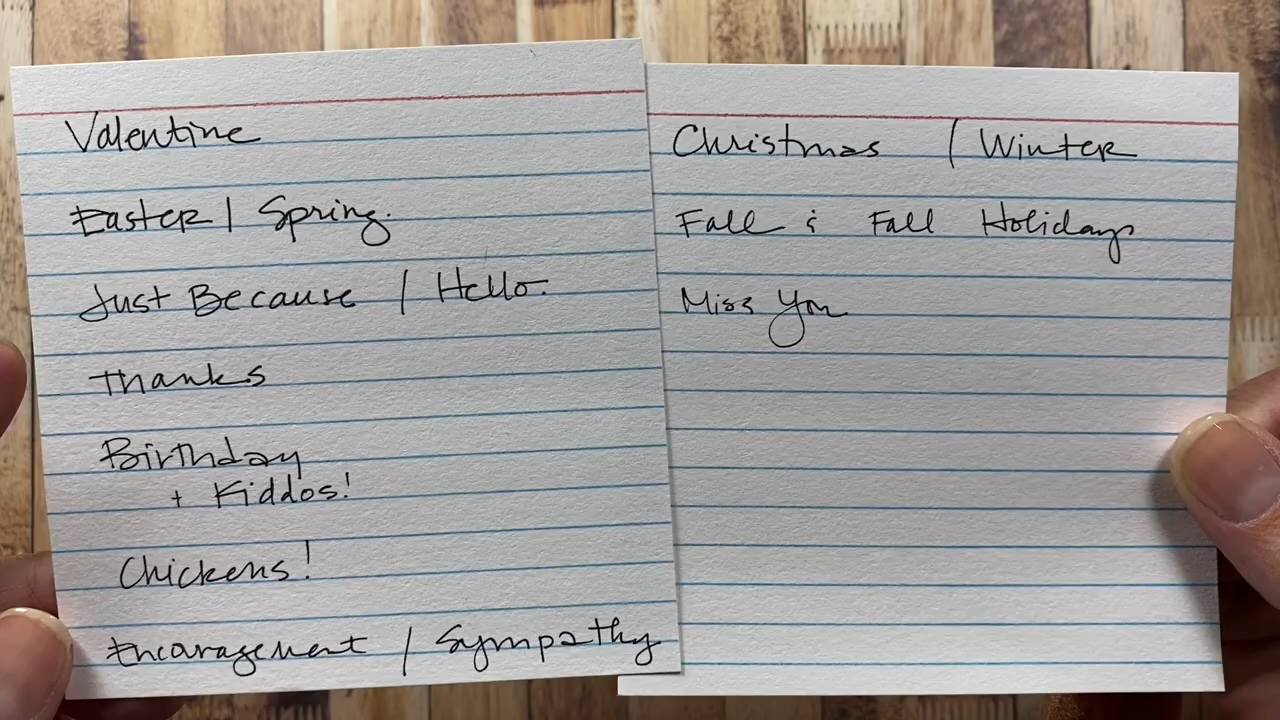 Valentine
Easter / Spring.
Just Because / Hello.
Thanks
Birthday
+ Kiddos!
Chickens!
Encouragement / Sympathy
Christmas / Winter
Fall & Fall Holidays
Miss You